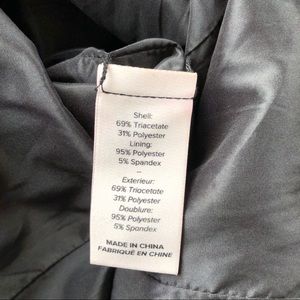 Shell:
69% Triacetate
31% Polyester
Lining:
95% Polyester
5% Spandex
–
Exterieur:
69% Triacetate
31% Polyester
Doublure:
95% Polyester
5% Spandex
MADE IN CHINA
FABRIQUÉ EN CHINE